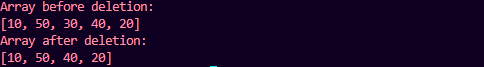 Array before deletion:
[10, 50, 30, 40, 20]
Array after deletion:
[10, 50, 40, 20]